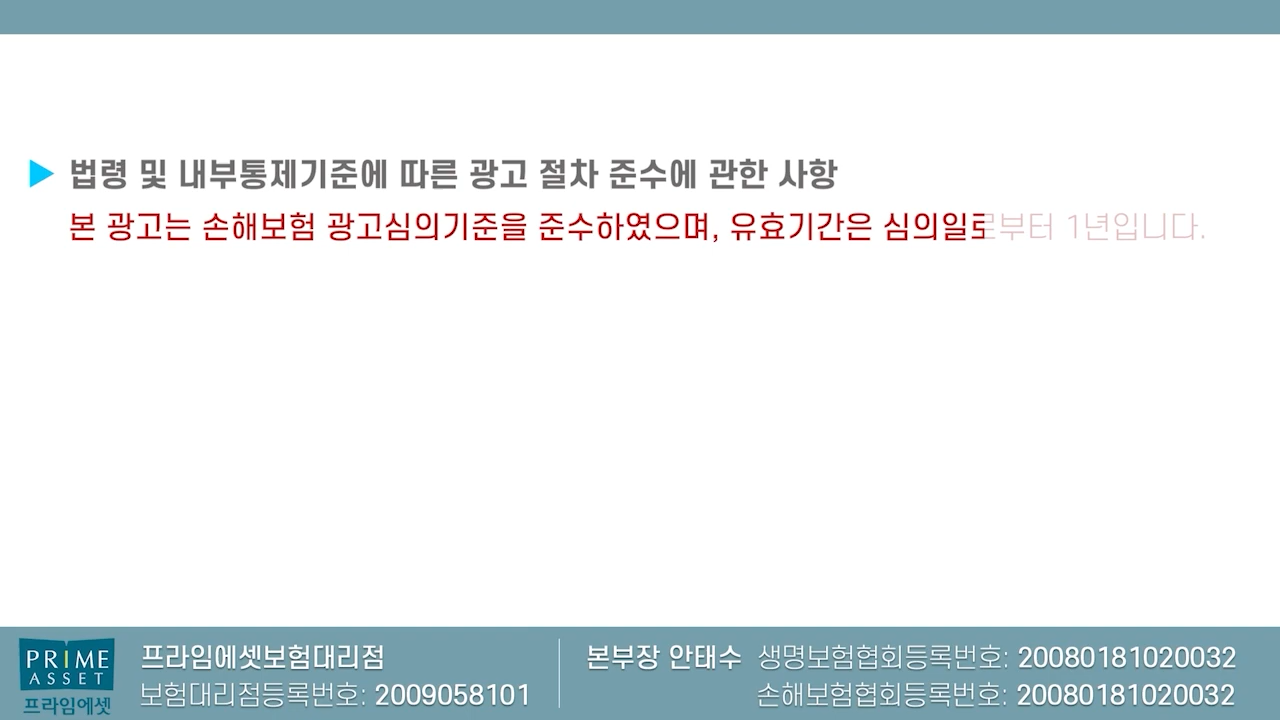 ▶ 법령 및 내부통제기준에 따른 광고 절차 준수에 관한 사항
본 광고는 손해보험 광고심의기준을 준수하였으며, 유효기간은 심의일로부터 1년입니다.
PRIME
ASSET
프라임에셋
프라임에셋보험대리점
보험대리점등록번호: 2009058101
본부장 안태수 생명보험협회등록번호: 20080181020032
손해보험협회등록번호: 20080181020032